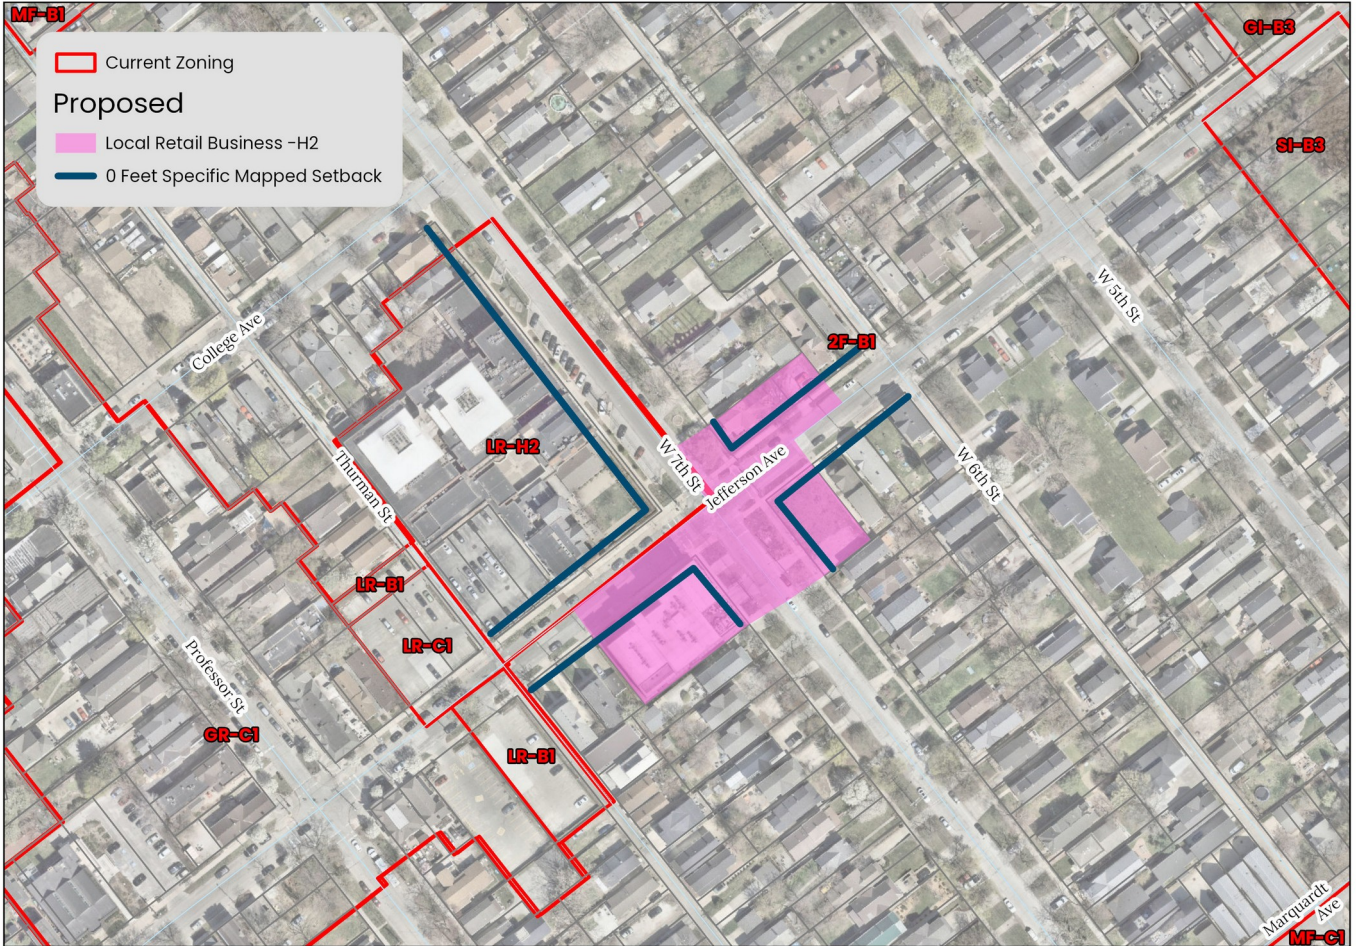 MF-B1
GI-B3
Current Zoning
Proposed
Local Retail Business -H2
0 Feet Specific Mapped Setback
SI-B3
W 5th St
College Ave
2F-B1
LR-H2
W 7th St
Jefferson Ave
W 6th St
Thurman St
LR-B1
LR-C1
Professor St
GR-C1
LR-B1
Marquardt
Ave
MF-C1